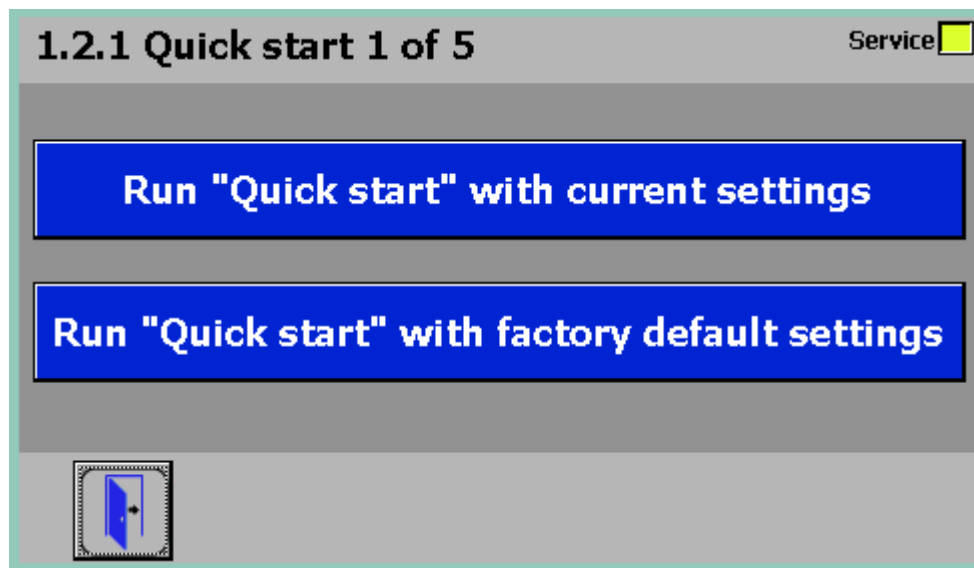 1.2.1 Quick start 1 of 5
Service
Run "Quick start" with current settings
Run "Quick start" with factory default settings